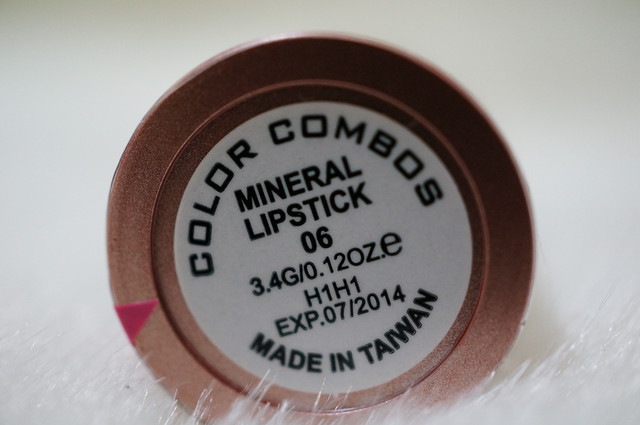 COLOR COMBOS
MINERAL
LIPSTICK
06
3.4G/0.12OZ.e
H1H1
EXP.07/2014
MADE IN TAIWAN